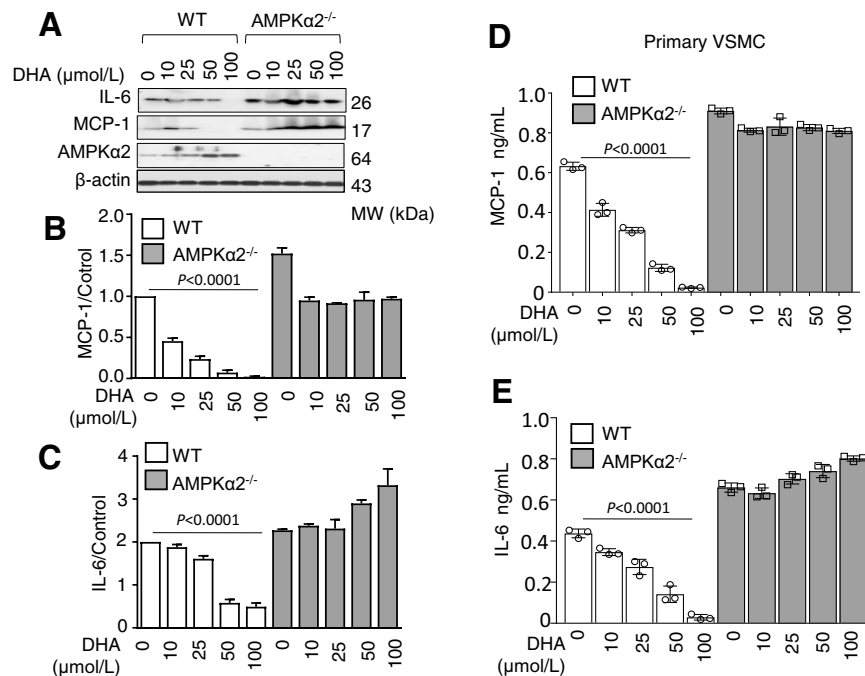 A
WT AMPKα2-/-
DHA (μmol/L) 0 10 25 50 100 0 10 25 50 100
IL-6 26
MCP-1 17
AMPKα2 64
β-actin 43
MW (kDa)
B
WT
AMPKα2-/-
P<0.0001
MCP-1/Cotrol
2.0
1.5
1.0
0.5
0.0
DHA (μmol/L)
0 10 25 50 100 0 10 25 50 100
C
WT
AMPKα2-/-
P<0.0001
IL-6/Control
4
3
2
1
0
DHA (μmol/L)
0 10 25 50 100 0 10 25 50 100
D
Primary VSMC
WT
AMPKα2-/-
P<0.0001
MCP-1 ng/mL
1.0
0.8
0.6
0.4
0.2
0
DHA
(μmol/L)
0 10 25 50 100 0 10 25 50 100
E
WT
AMPKα2-/-
P<0.0001
IL-6 ng/mL
1.0
0.8
0.6
0.4
0.2
0
DHA
(μmol/L)
0 10 25 50 100 0 10 25 50 100